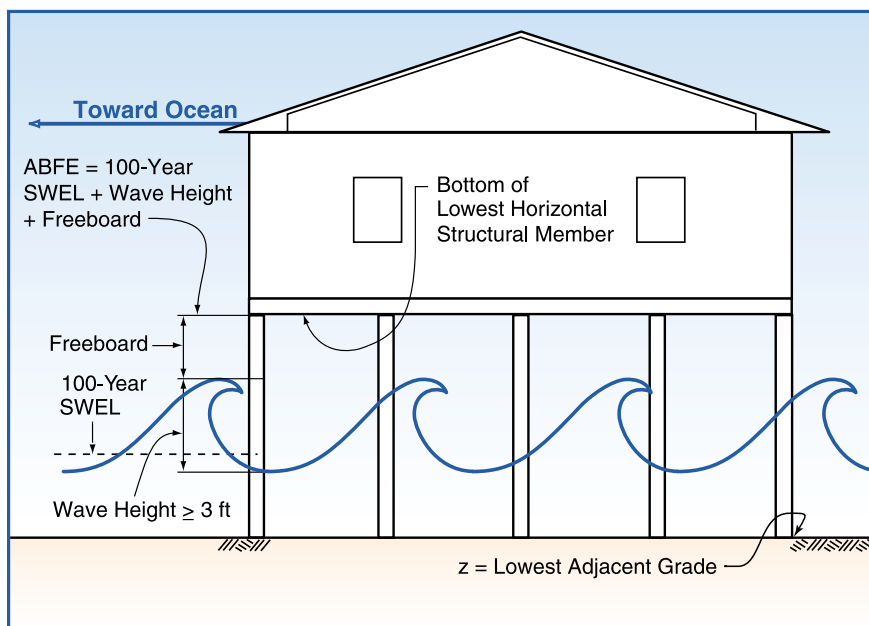 Toward Ocean
ABFE = 100-Year
SWEL + Wave Height
+ Freeboard
Bottom of
Lowest Horizontal
Structural Member
Freeboard
100-Year
SWEL
Wave Height ≥ 3 ft
z = Lowest Adjacent Grade